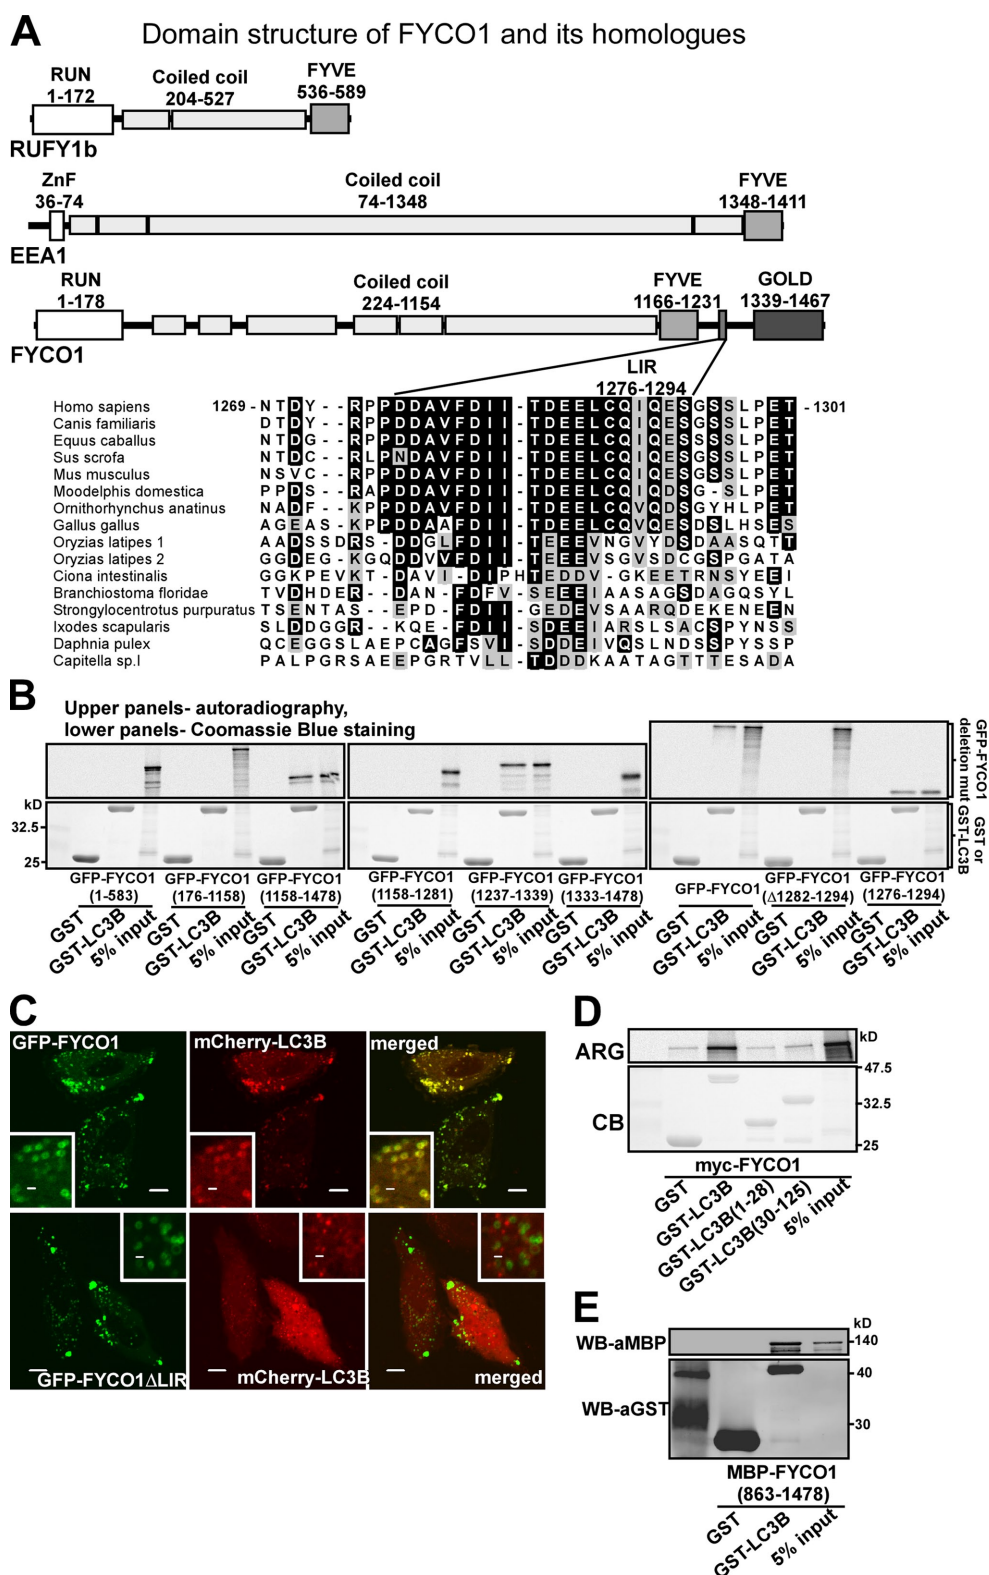 A
Domain structure of FYCO1 and its homologues
RUN
1-172
Coiled coil
204-527
FYVE
536-589
RUFY1b
ZnF
36-74
Coiled coil
74-1348
FYVE
1348-1411
EEA1
RUN
1-178
Coiled coil
224-1154
FYVE
1166-1231
GOLD
1339-1467
FYCO1
LIR
1276-1294
Homo sapiens 1269 - N T D Y - - R P P D D A V F D I I - T D E E L C Q I Q E S G S S L P E T - 1301
Canis familiaris D T D Y - - R P P D D A V F D I I - T D E E L C Q I Q E S G S S L P E T
Equus caballus N T D G - - R P P D D A V F D I I - T D E E L C Q I Q E S G S S L P E T
Sus scrofa N T D C - - R L P N D A V F D I I - T D E E L C Q I Q E S G S S L P E T
Mus musculus N S V C - - R P P D D A V F D I I - T D E E L C Q I Q E S G S S L P E T
Moodelphis domestica P P D S - - R A P D D A V F D I I - T D E E L C Q I Q D S G - S L P E T
Ornithorhynchus anatinus N A D F - - K P P D D A V F D I I - T D E E L C Q V Q D S G Y H L P E T
Gallus gallus A G E A S - K P P D D A A F D I I - T D E E L C Q V Q E S D S L H S E S
Oryzias latipes 1 A A D S S D R S - D D G L F D I I - T E E E V N G V Y D S D A A S Q T T
Oryzias latipes 2 G G D E G - K G Q D D V V F D I I - T D E E V G V S D C G S P G A T A
Ciona intestinalis G G K P E V K T - D A V I - D I P H T E D D V - G K E E T R N S Y E E I
Branchiostoma floridae T V D H D E R - - D A N - F D F V - S E E E I A A S A G S D A G Q S Y L
Strongylocentrotus purpuratus T S E N T A S - - E P D - F D I I - G E D E V S A A R Q D E K E N E E N
Ixodes scapularis S L D D G G R - - K Q E - F D I I - S D E E I A R S L S A C S P Y N S S
Daphnia pulex Q C E G G S L A E P C A G F S V I - S D D E I V Q S L N D S S P Y S S P
Capitella sp.I P A L P G R S A E E P G R T V L L - T D D D K A A T A G T T T E S A D A
B
Upper panels- autoradiography,
lower panels- Coomassie Blue staining
GFP-FYCO1
deletion mut
GST or
GST-LC3B
kD
32.5
25
GFP-FYCO1
(1-583)
GFP-FYCO1
(176-1158)
GFP-FYCO1
(1158-1478)
GFP-FYCO1
(1158-1281)
GFP-FYCO1
(1237-1339)
GFP-FYCO1
(1333-1478)
GFP-FYCO1
GFP-FYCO1
(Δ1282-1294)
GFP-FYCO1
(1276-1294)
GST
GST-LC3B
5% input
GST
GST-LC3B
5% input
GST
GST-LC3B
5% input
GST
GST-LC3B
5% input
GST
GST-LC3B
5% input
GST
GST-LC3B
5% input
GST
GST-LC3B
5% input
GST
GST-LC3B
5% input
GST
GST-LC3B
5% input
C
GFP-FYCO1
mCherry-LC3B
merged
GFP-FYCO1ΔLIR
mCherry-LC3B
merged
D
ARG
kD
47.5
32.5
25
CB
myc-FYCO1
GST
GST-LC3B
GST-LC3B(1-28)
GST-LC3B(30-125)
5% input
E
WB-aMBP
kD
140
40
WB-aGST
30
MBP-FYCO1
(863-1478)
GST
GST-LC3B
5% input